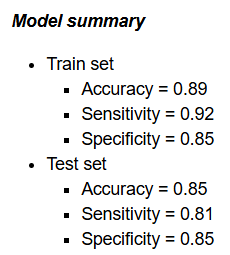 Model summary
• Train set
▪ Accuracy = 0.89
▪ Sensitivity = 0.92
▪ Specificity = 0.85
• Test set
▪ Accuracy = 0.85
▪ Sensitivity = 0.81
▪ Specificity = 0.85